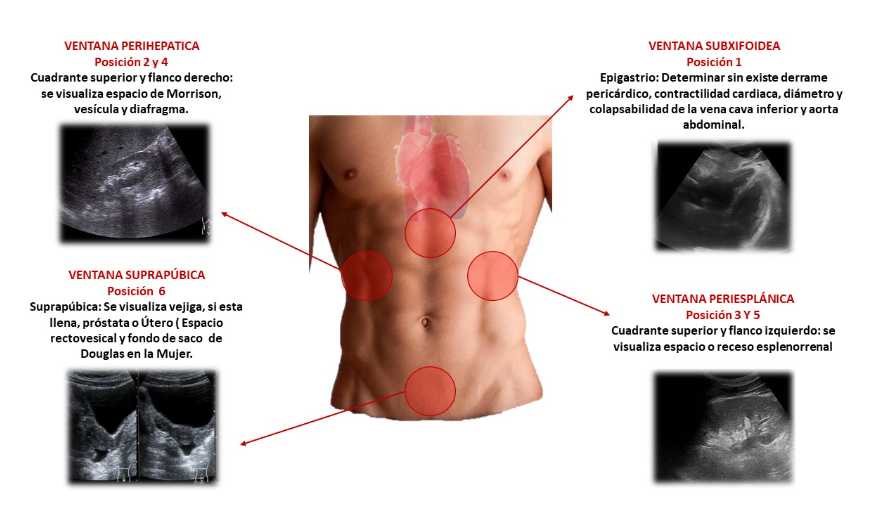 VENTANA PERIHEPATICA
Posición 2 y 4
Cuadrante superior y flanco derecho:
se visualiza espacio de Morrison,
vesícula y diafragma.
VENTANA SUBXIFOIDEA
Posición 1
Epigastrio: Determinar sin existe derrame
pericárdico, contractilidad cardiaca, diámetro y
colapsabilidad de la vena cava inferior y aorta
abdominal.
VENTANA SUPRAPÚBICA
Posición 6
Suprapúbica: Se visualiza vejiga, si esta
llena, próstata o Útero ( Espacio
rectovesical y fondo de saco de
Douglas en la Mujer.
VENTANA PERIESPLÁNICA
Posición 3 Y 5
Cuadrante superior y flanco izquierdo: se
visualiza espacio o receso esplenorrenal